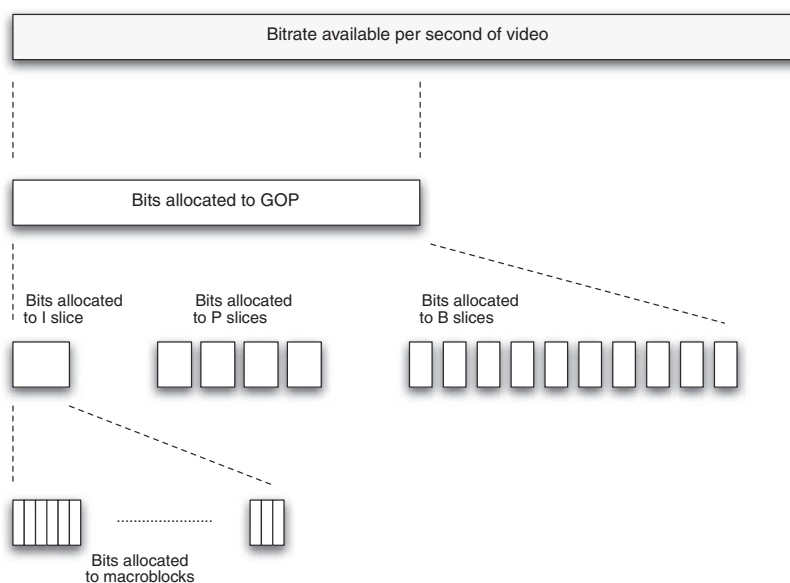 Bitrate available per second of video
Bits allocated to GOP
Bits allocated
to I slice
Bits allocated
to P slices
Bits allocated
to B slices
Bits allocated
to macroblocks